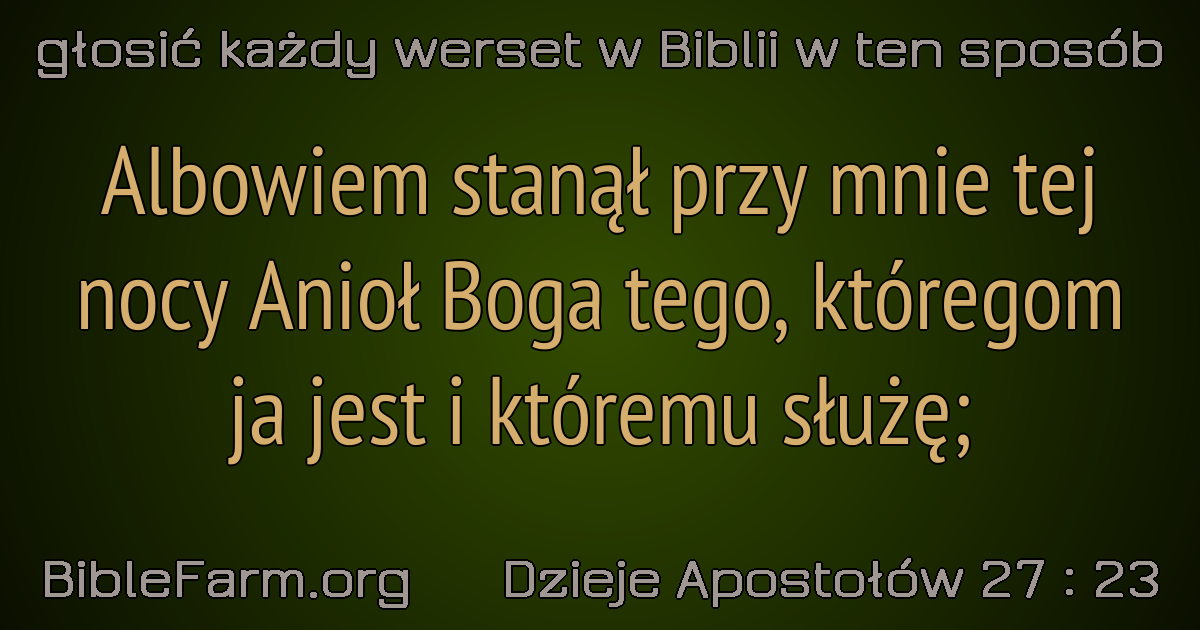 głosić każdy werset w Biblii w ten sposób
Albowiem stanął przy mnie tej
nocy Anioł Boga tego, któregom
ja jest i któremu służę;
BibleFarm.org
Dzieje Apostołów 27 : 23